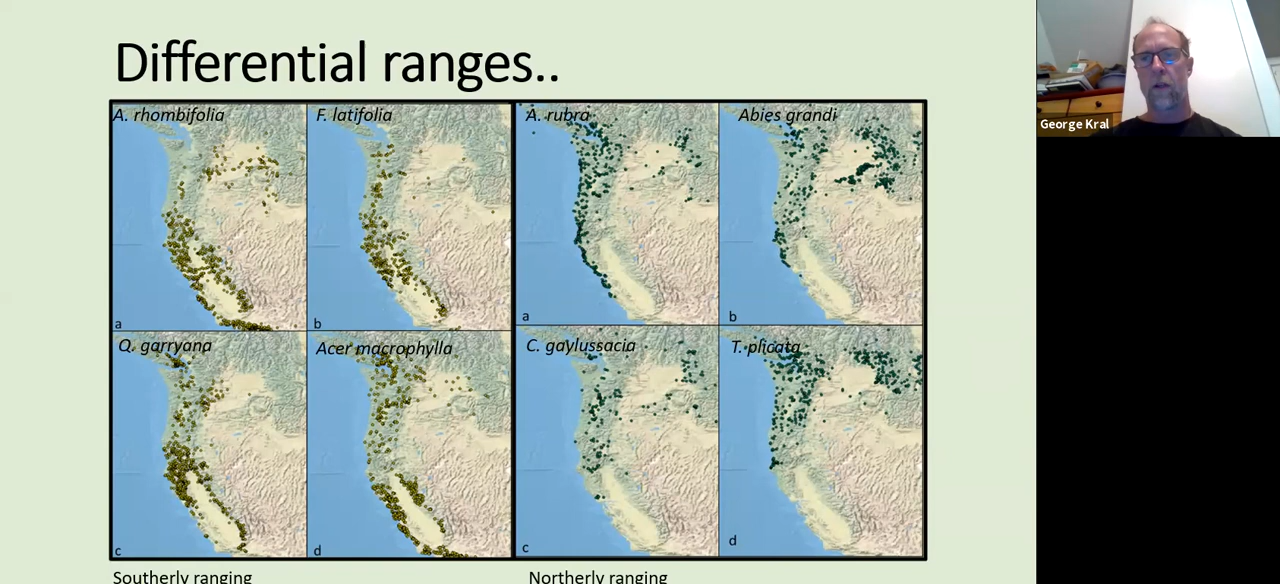 Differential ranges..
A. rhombifolia
F. latifolia
A. rubra
Abies grandi
a
b
a
b
Q. garryana
Acer macrophylla
C. gaylussacia
T. plicata
c
d
c
d
Southerly ranging
Northerly ranging
George Kral